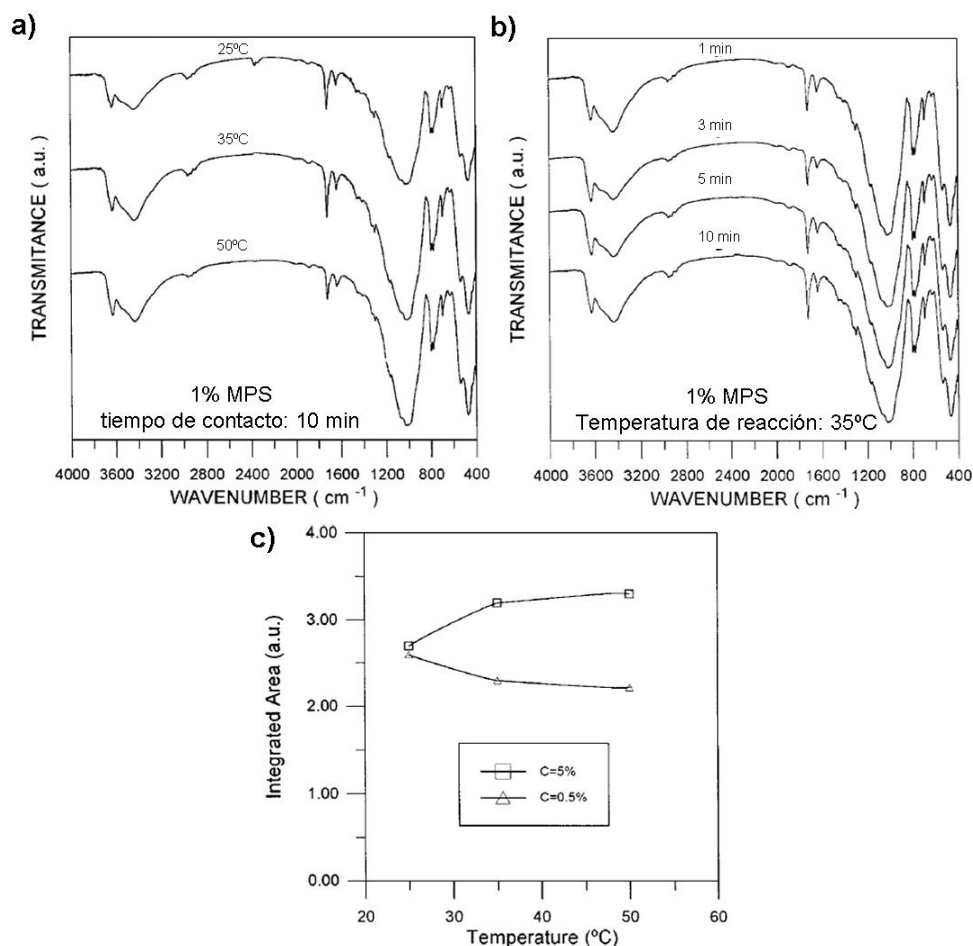 a)
25ºC
35ºC
50ºC
TRANSMITANCE ( a.u.)
1% MPS
tiempo de contacto: 10 min
4000 3600 3200 2800 2400 2000 1600 1200 800 400
WAVENUMBER ( cm -1 )
b)
1 min
3 min
5 min
10 min
TRANSMITANCE ( a.u.)
1% MPS
Temperatura de reacción: 35ºC
4000 3600 3200 2800 2400 2000 1600 1200 800 400
WAVENUMBER ( cm -1 )
c)
4.00
3.00
2.00
1.00
0.00
Integrated Area (a.u.)
C=5%
C=0.5%
20 30 40 50 60
Temperature (ºC)